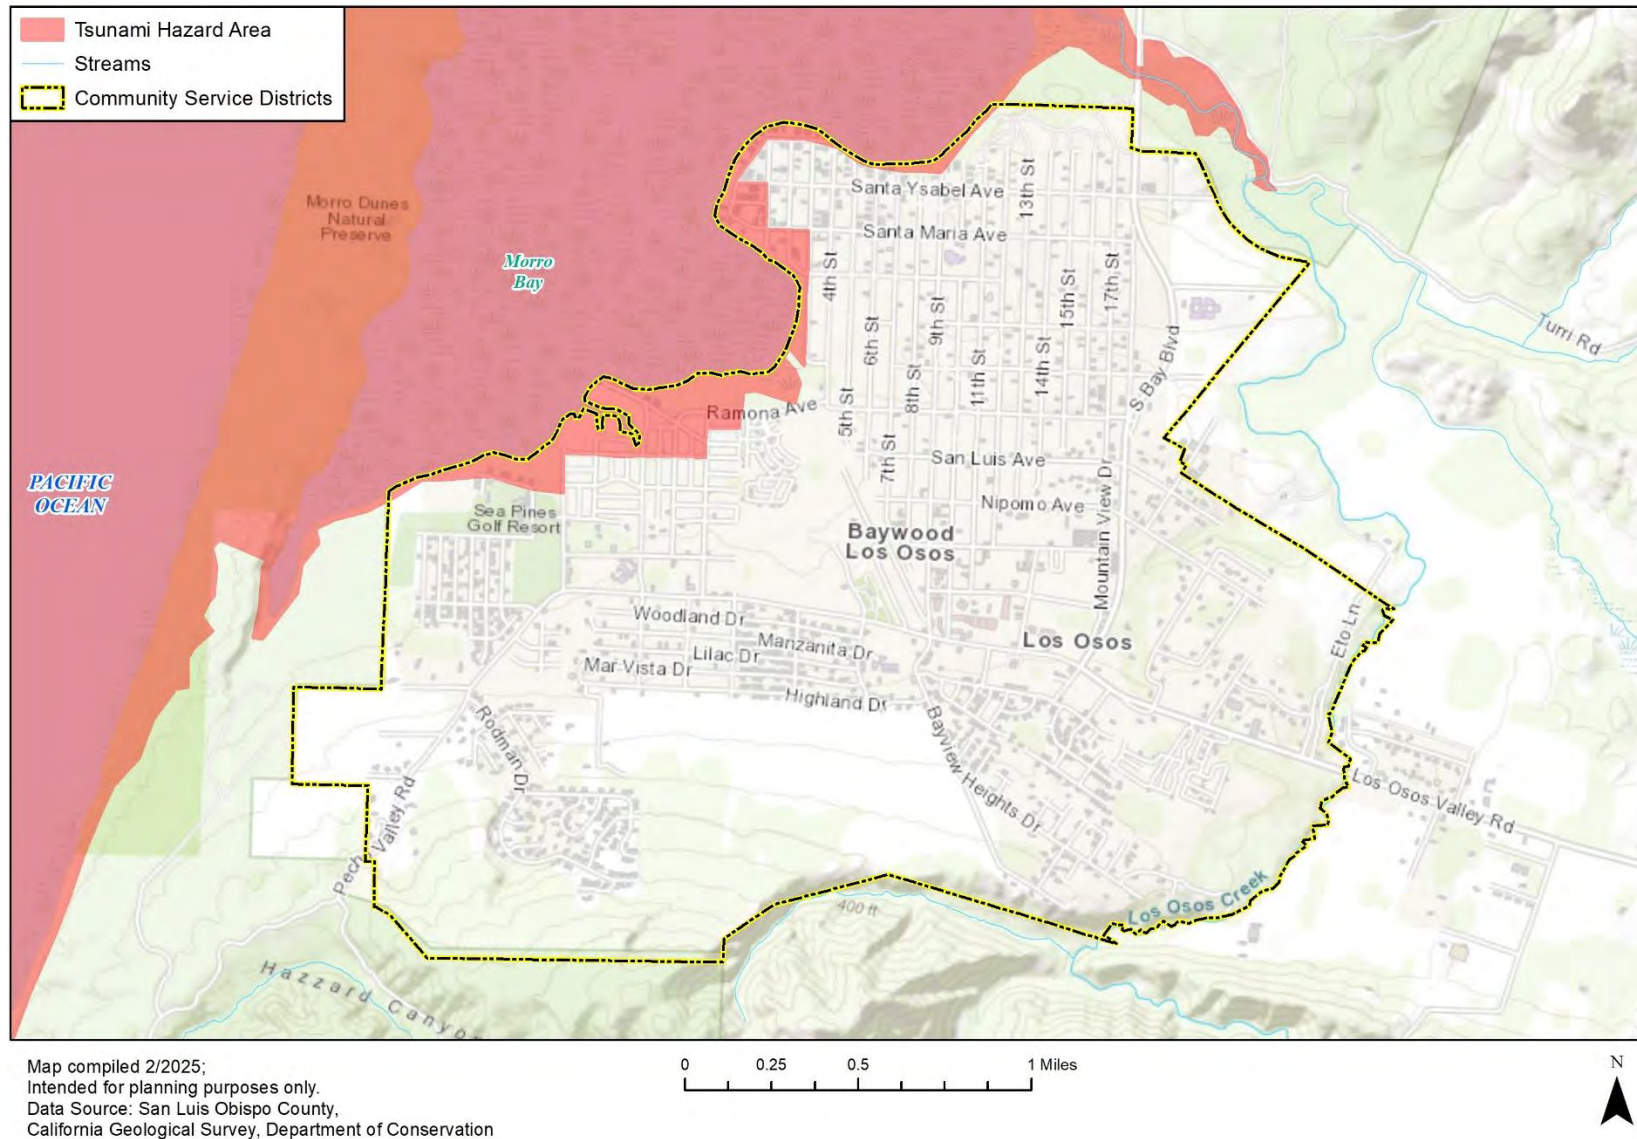 Tsunami Hazard Area
Streams
Community Service Districts
Morro Dunes
Natural
Preserve
Morro
Bay
PACIFIC
OCEAN
Santa Ysabel Ave
13th St
Santa Maria Ave
4th St
15th St
17th St
9th St
6th St
Turri Rd
S Bay Blvd
14th St
11th St
8th St
Ramona Ave
5th St
7th St
San Luis Ave
Nipomo Ave
Mountain View Dr
Sea Pines
Golf Resort
Baywood
Los Osos
Woodland Dr
Manzanita Dr
Los Osos
Eto Ln
Lilac Dr
Mar Vista Dr
Highland Dr
Rodman Dr
Bayview Heights Dr
Los Osos Valley Rd
Pech Valley Rd
Los Osos Creek
400 ft
Hazzard Canyon
Map compiled 2/2025;
Intended for planning purposes only.
Data Source: San Luis Obispo County,
California Geological Survey, Department of Conservation
0 0.25 0.5 1 Miles
N